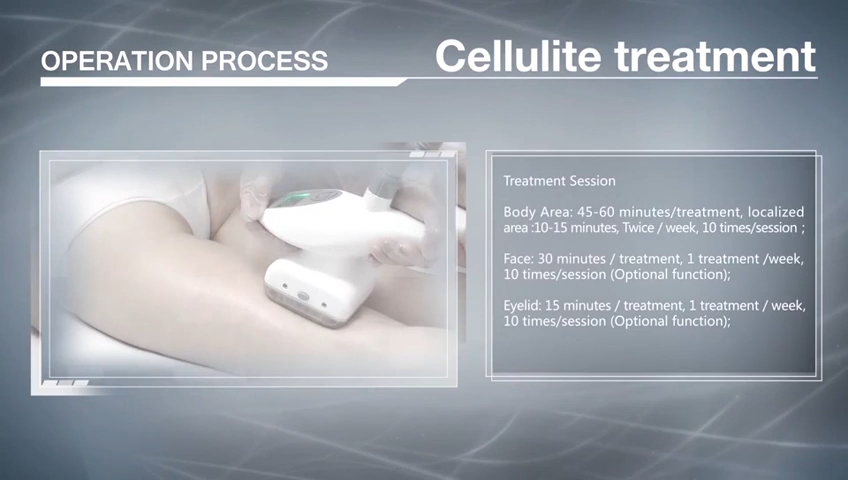 OPERATION PROCESS
Cellulite treatment
Treatment Session
Body Area: 45-60 minutes/treatment, localized
area :10-15 minutes, Twice / week, 10 times/session ;
Face: 30 minutes / treatment, 1 treatment /week,
10 times/session (Optional function);
Eyelid: 15 minutes / treatment, 1 treatment / week,
10 times/session (Optional function);